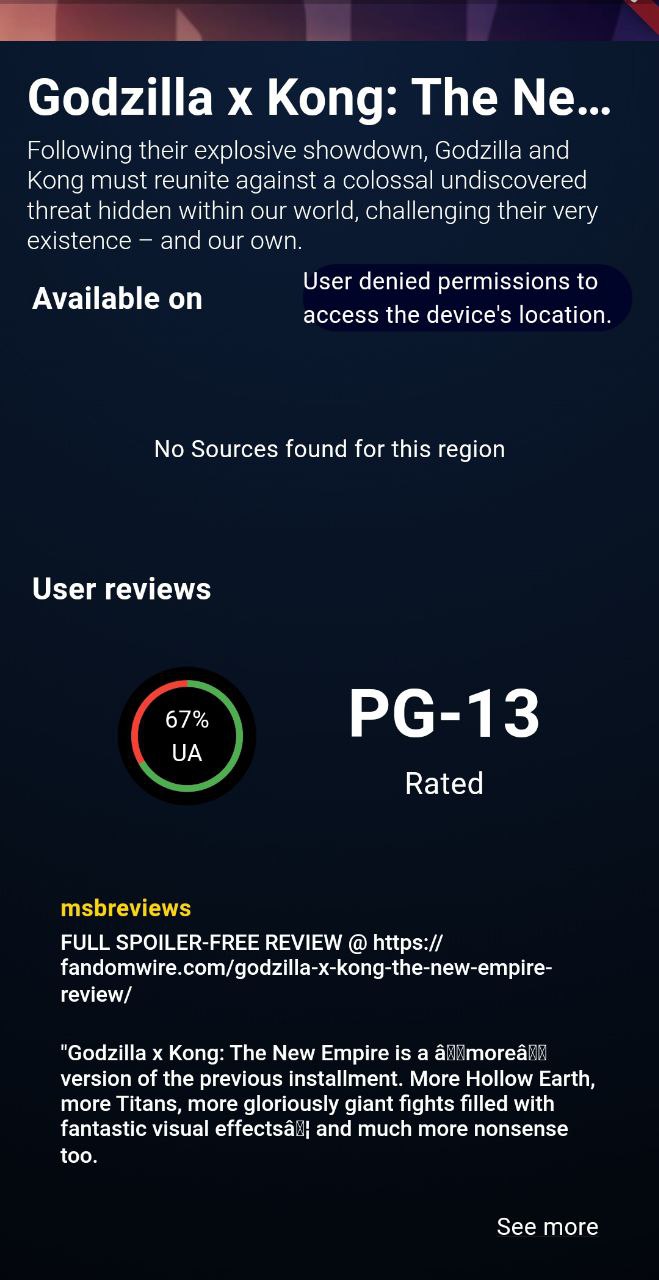 Godzilla x Kong: The Ne...
Following their explosive showdown, Godzilla and
Kong must reunite against a colossal undiscovered
threat hidden within our world, challenging their very
existence – and our own.
Available on
User denied permissions to
access the device's location.
No Sources found for this region
User reviews
67%
UA
PG-13
Rated
msbreviews
FULL SPOILER-FREE REVIEW @ https://
fandomwire.com/godzilla-x-kong-the-new-empire-
review/
"Godzilla x Kong: The New Empire is a â▯▯moreâ▯▯
version of the previous installment. More Hollow Earth,
more Titans, more gloriously giant fights filled with
fantastic visual effectsâ▯¦ and much more nonsense
too.
See more